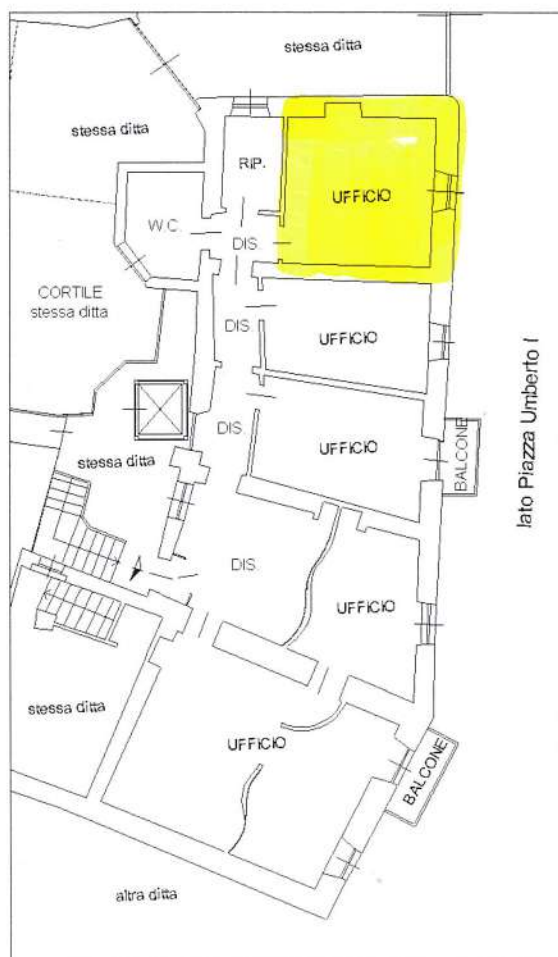 stessa ditta
stessa ditta
RIP.
UFFICIO
W.C.
DIS.
CORTILE
stessa ditta
DIS.
UFFICIO
lato Piazza Umberto I
DIS.
UFFICIO
BALCONE
stessa ditta
DIS.
UFFICIO
stessa ditta
UFFICIO
BALCONE
altra ditta